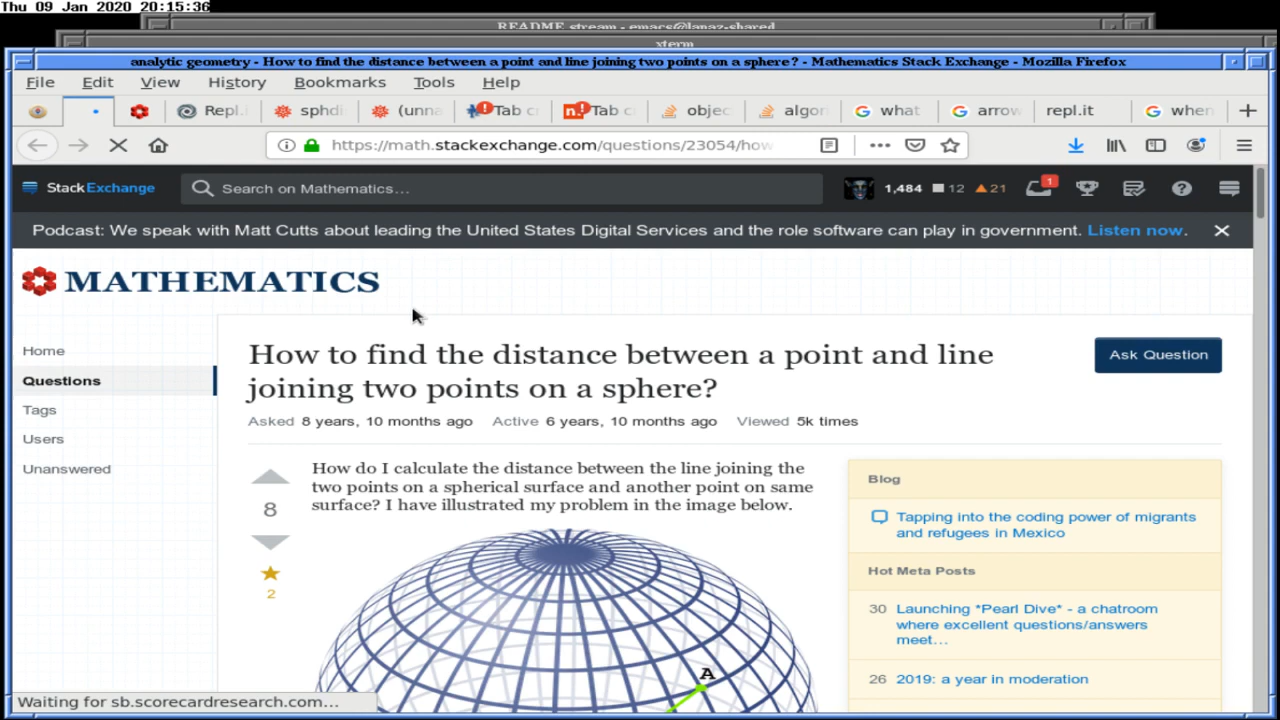 Thu 09 Jan 2020 20:15:36
README stream - emacs@lapaz-shared
xterm
analytic geometry - How to find the distance between a point and line joining two points on a sphere? - Mathematics Stack Exchange - Mozilla Firefox
File Edit View History Bookmarks Tools Help
Repl. sphdi (unna Tab c n! Tab c objec algor what arrow repl.it when
https://math.stackexchange.com/questions/23054/how
StackExchange Search on Mathematics... 1,484 12 21 1
Podcast: We speak with Matt Cutts about leading the United States Digital Services and the role software can play in government. Listen now.
MATHEMATICS
Home
Questions
Tags
Users
Unanswered
How to find the distance between a point and line
joining two points on a sphere?
Ask Question
Asked 8 years, 10 months ago Active 6 years, 10 months ago Viewed 5k times
8
2
How do I calculate the distance between the line joining the
two points on a spherical surface and another point on same
surface? I have illustrated my problem in the image below.
A
Blog
Tapping into the coding power of migrants
and refugees in Mexico
Hot Meta Posts
30 Launching *Pearl Dive* - a chatroom
where excellent questions/answers
meet...
26 2019: a year in moderation
Waiting for sb.scorecardresearch.com...